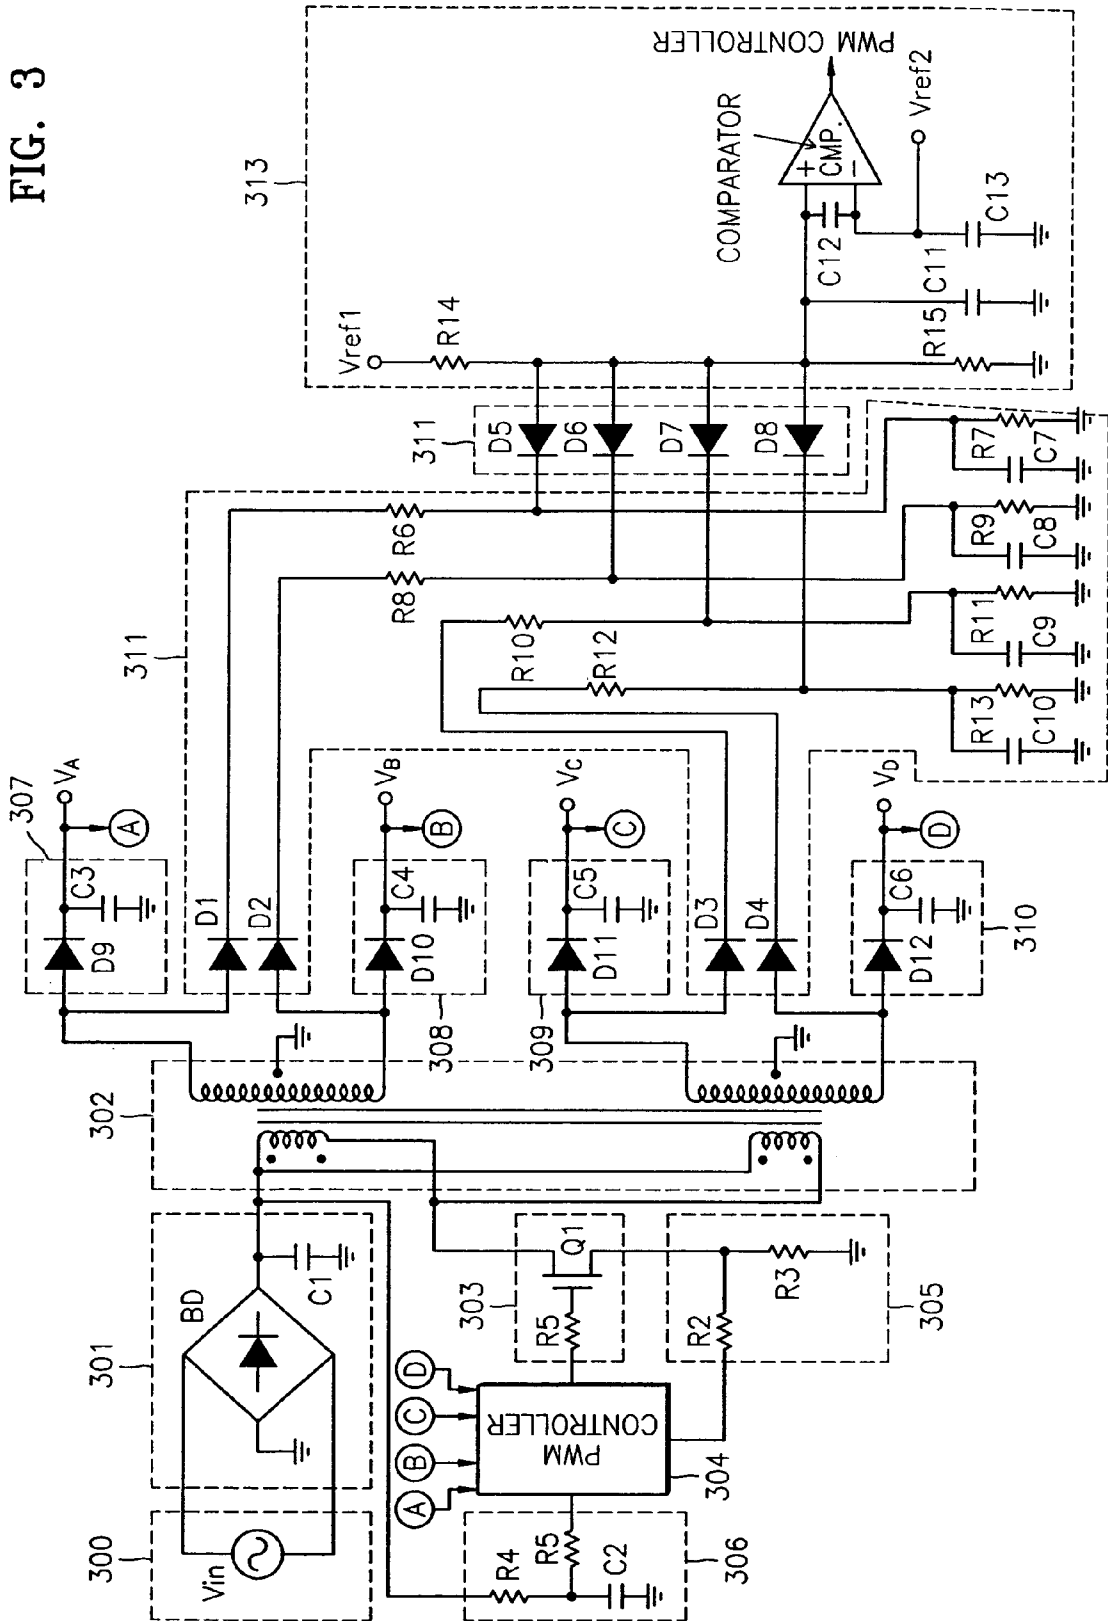 FIG. 3
300
Vin
301
BD
C1
302
303
Q1
R5
304
PWM
CONTROLLER
A
B
C
D
305
R2
R3
306
R4
R5
C2
307
D9
C3
VA
A
D1
D2
308
D10
C4
VB
B
309
D11
C5
VC
C
D3
D4
310
D12
C6
VD
D
311
R6
R8
R10
R12
R7
C7
R9
C8
R11
C9
R13
C10
311
D5
D6
D7
D8
313
Vref1
R14
R15
C11
C12
C13
COMPARATOR
+
CMP.
−
Vref2
PWM CONTROLLER